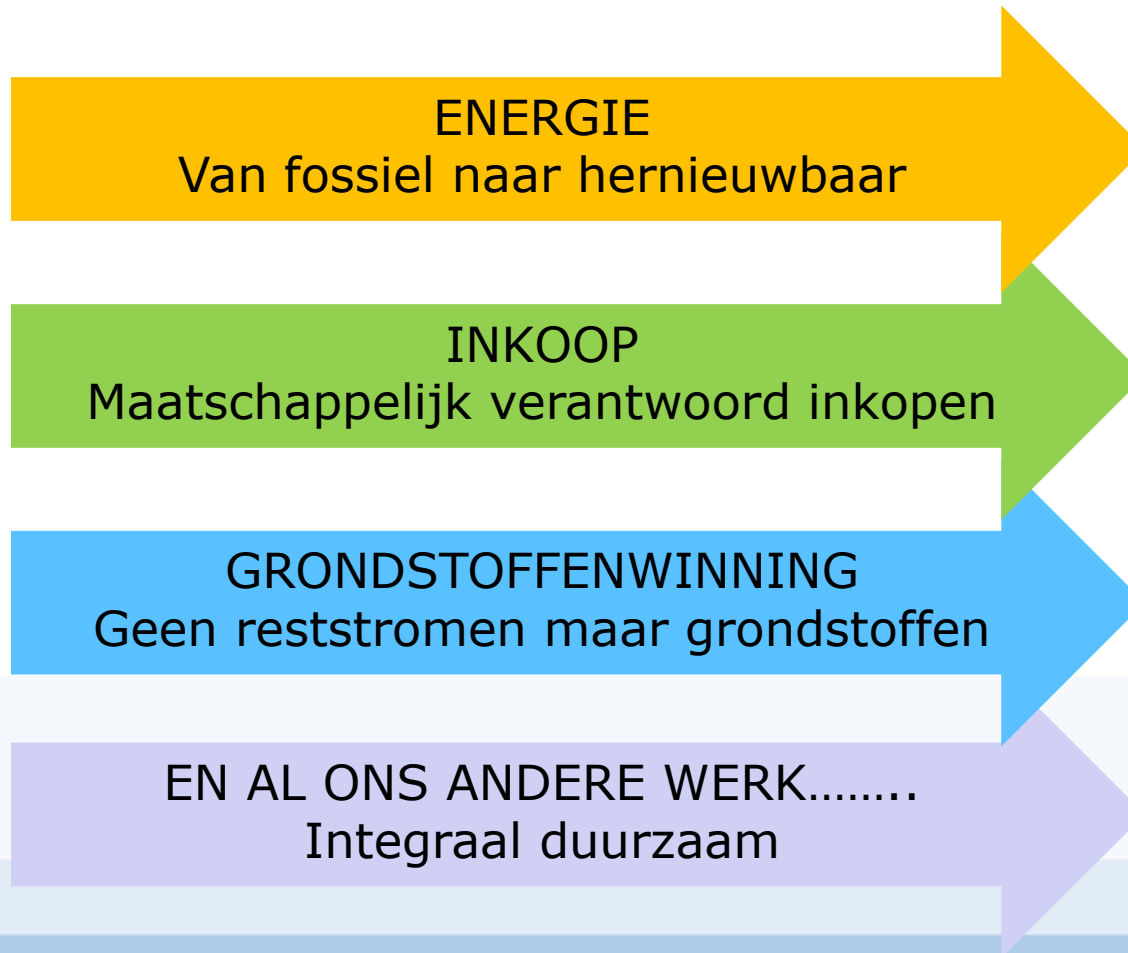 ENERGIE
Van fossiel naar hernieuwbaar
INKOOP
Maatschappelijk verantwoord inkopen
GRONDSTOFFENWINNING
Geen reststromen maar grondstoffen
EN AL ONS ANDERE WERK……..
Integraal duurzaam